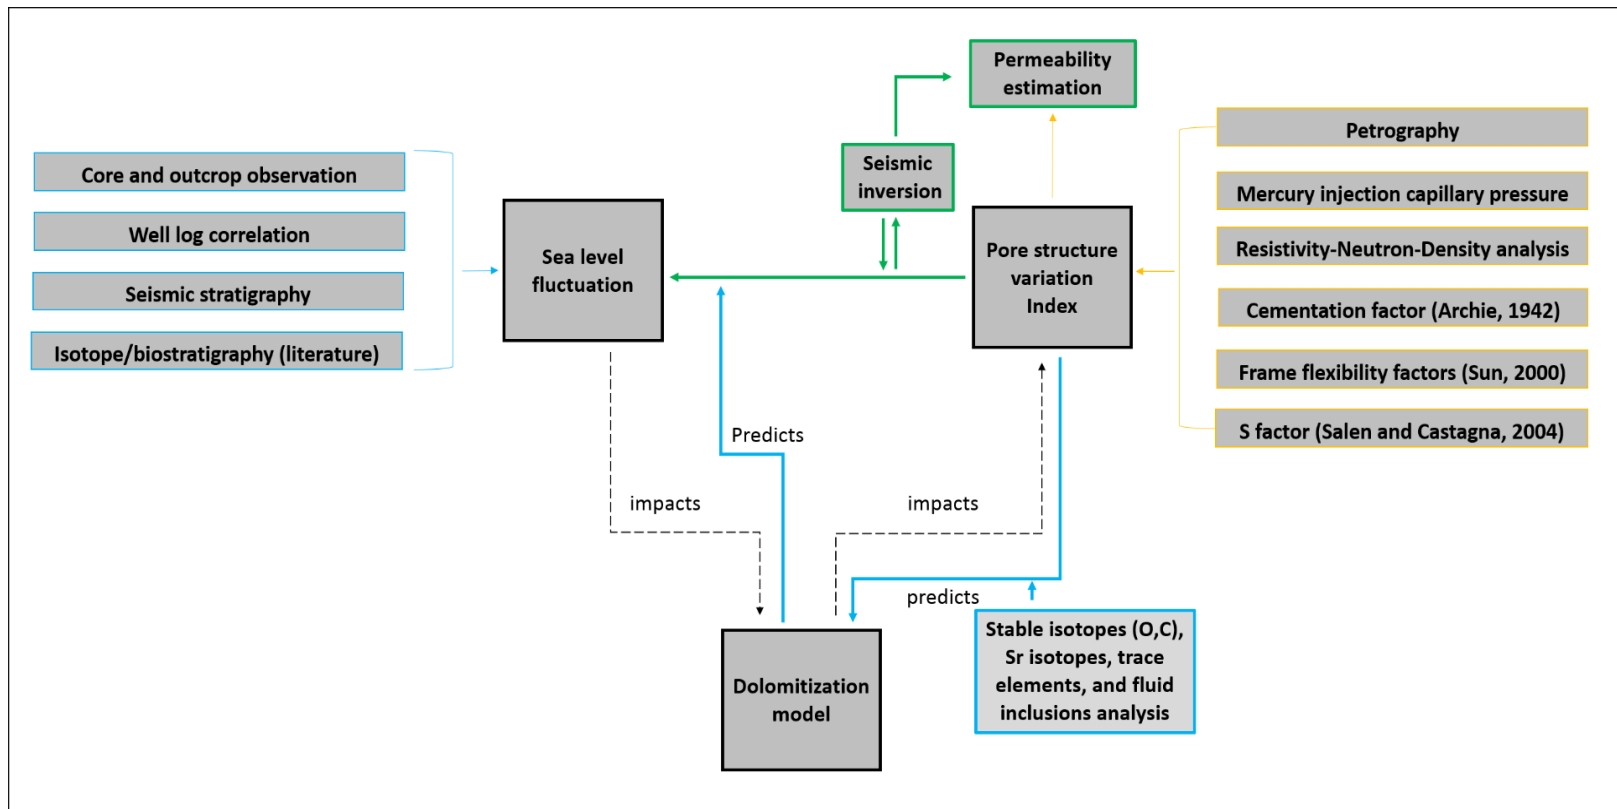 Permeability
estimation
Petrography
Seismic
inversion
Core and outcrop observation
Mercury injection capillary pressure
Well log correlation
Sea level
fluctuation
Pore structure
variation
Index
Resistivity-Neutron-Density analysis
Seismic stratigraphy
Cementation factor (Archie, 1942)
Isotope/biostratigraphy (literature)
Frame flexibility factors (Sun, 2000)
S factor (Salen and Castagna, 2004)
Predicts
impacts
impacts
predicts
Stable isotopes (O,C),
Sr isotopes, trace
elements, and fluid
inclusions analysis
Dolomitization
model